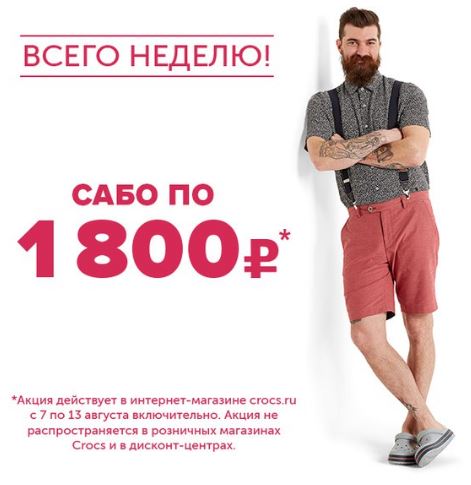 ВСЕГО НЕДЕЛЮ!
САБО ПО
1 800₽*
*Акция действует в интернет-магазине crocs.ru
с 7 по 13 августа включительно. Акция не
распространяется в розничных магазинах
Crocs и в дисконт-центрах.